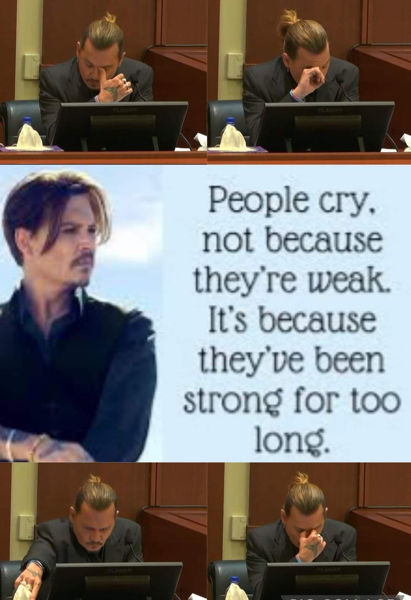 People cry,
not because
they're weak.
It's because
they've been
strong for too
long.